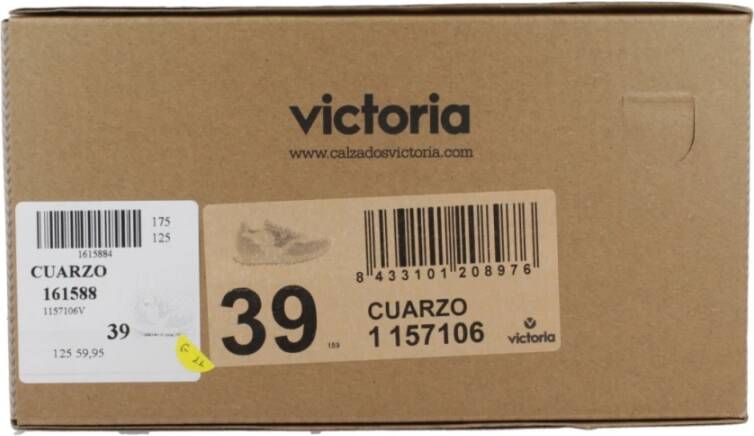 victoria
www.calzadosvictoria.com
175
125
1615884
CUARZO
161588
1157106V
39
125 59,95
8 433101 208976
39
159
CUARZO
1 157106
victoria